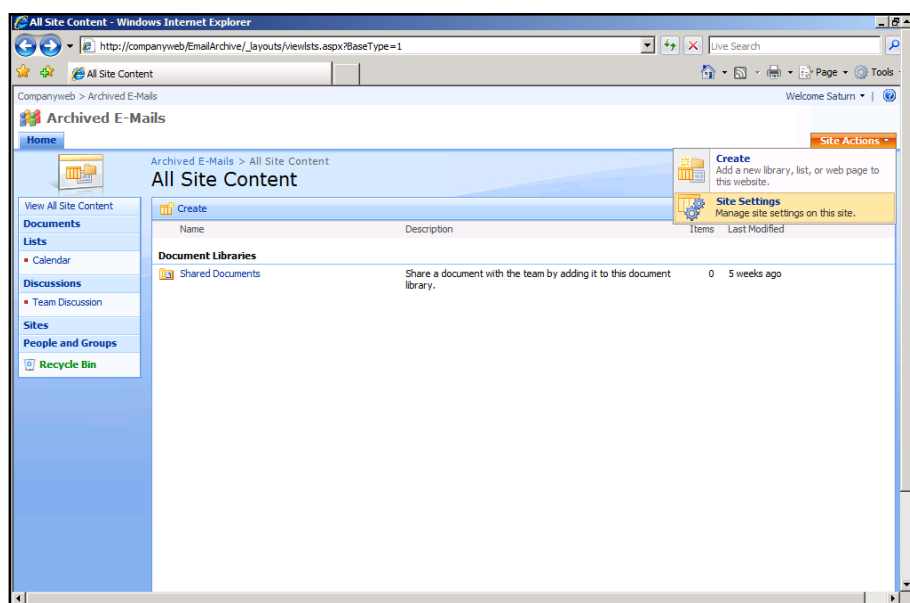 All Site Content - Windows Internet Explorer
http://companyweb/EmailArchive/_layouts/viewlsts.aspx?BaseType=1
Live Search
All Site Content
Page
Tools
Companyweb > Archived E-Mails
Welcome Saturn
Archived E-Mails
Home
Site Actions
Create
Add a new library, list, or web page to
this website.
Site Settings
Manage site settings on this site.
Archived E-Mails > All Site Content
All Site Content
View All Site Content
Documents
Lists
Calendar
Discussions
Team Discussion
Sites
People and Groups
Recycle Bin
Create
Name Description Items Last Modified
Document Libraries
Shared Documents Share a document with the team by adding it to this document 0 5 weeks ago
library.